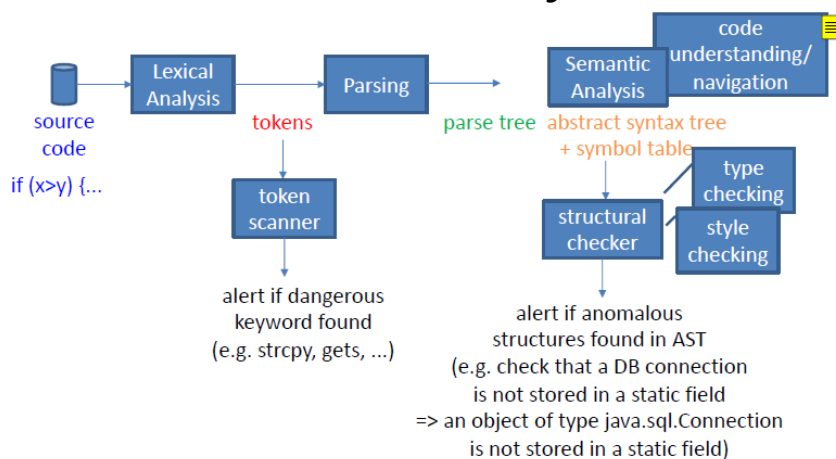 code
understanding/
navigation
Lexical
Analysis
Parsing
Semantic
Analysis
source
code
tokens
parse tree
abstract syntax tree
+ symbol table
if (x>y) {...
token
scanner
structural
checker
type
checking
style
checking
alert if dangerous
keyword found
(e.g. strcpy, gets, ...)
alert if anomalous
structures found in AST
(e.g. check that a DB connection
is not stored in a static field
=> an object of type java.sql.Connection
is not stored in a static field)